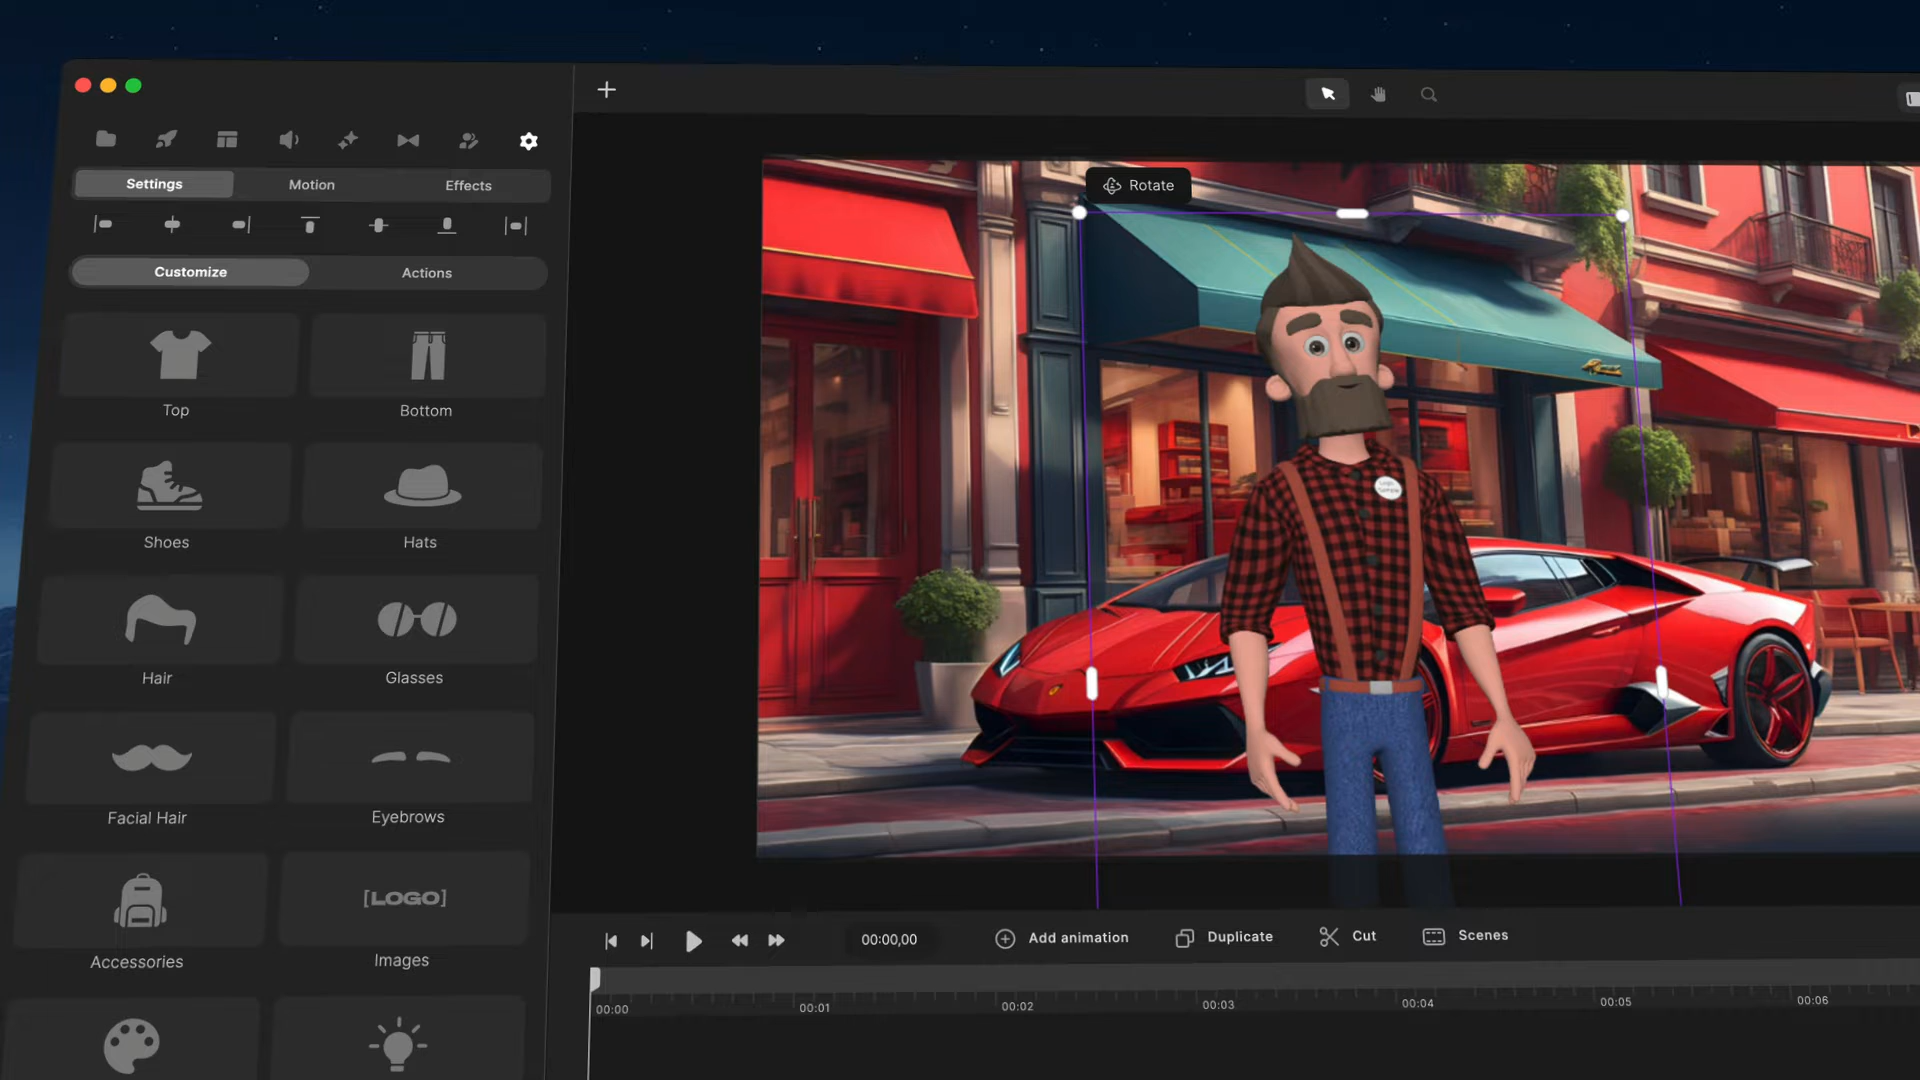 Settings
Motion
Effects
Customize
Actions
Top
Bottom
Shoes
Hats
Hair
Glasses
Facial Hair
Eyebrows
Accessories
[LOGO]
Images
Rotate
Logo
Sample
00:00,00
Add animation
Duplicate
Cut
Scenes
00:00
00:01
00:02
00:03
00:04
00:05
00:06